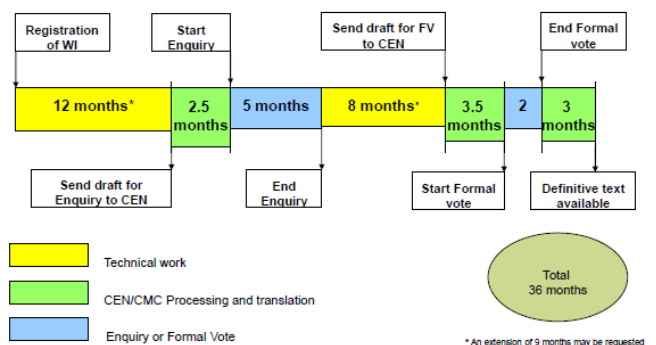 Registration
of WI
Start
Enquiry
Send draft for FV
to CEN
End Formal
vote
12 months*
2.5
months
5 months
8 months*
3.5
months
2
3
months
Send draft for
Enquiry to CEN
End
Enquiry
Start Formal
vote
Definitive text
available
Technical work
CEN/CMC Processing and translation
Enquiry or Formal Vote
Total
36 months
* An extension of 9 months may be requested